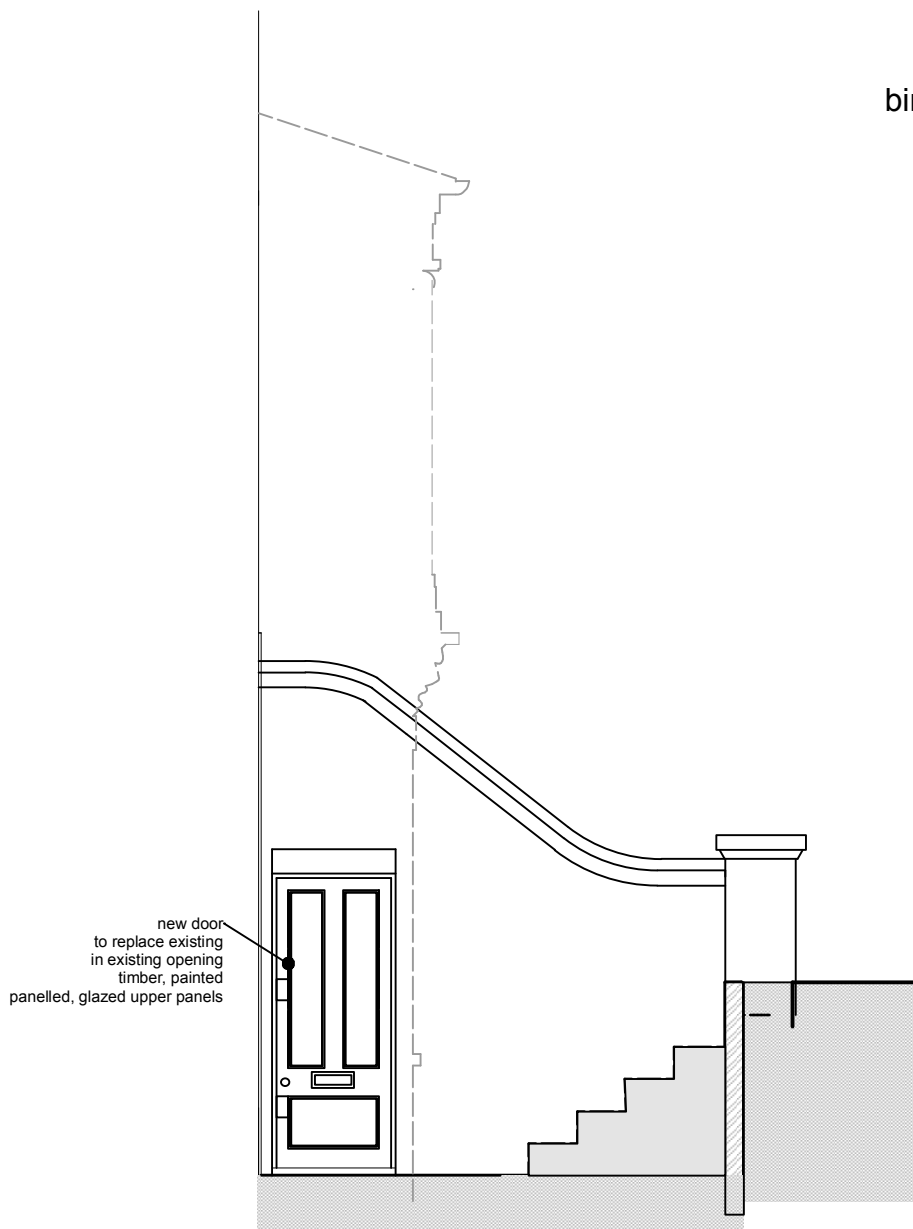 new door
to replace existing
in existing opening
timber, painted
panelled, glazed upper panels